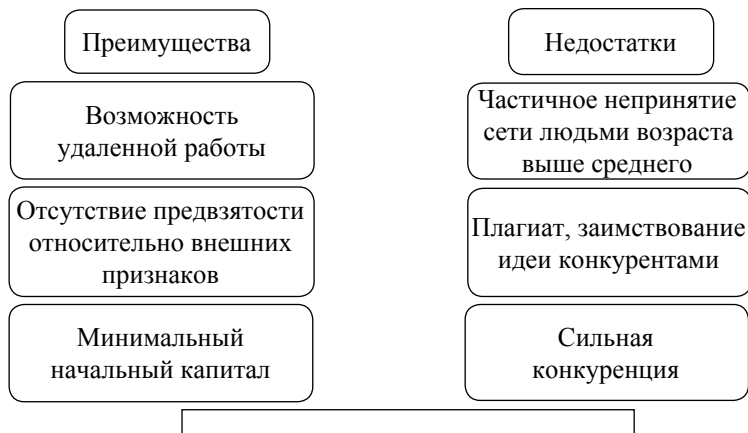 Преимущества
Недостатки
Возможность
удаленной работы
Частичное непринятие
сети людьми возраста
выше среднего
Отсутствие предвзятости
относительно внешних
признаков
Плагиат, заимствование
идеи конкурентами
Минимальный
начальный капитал
Сильная
конкуренция